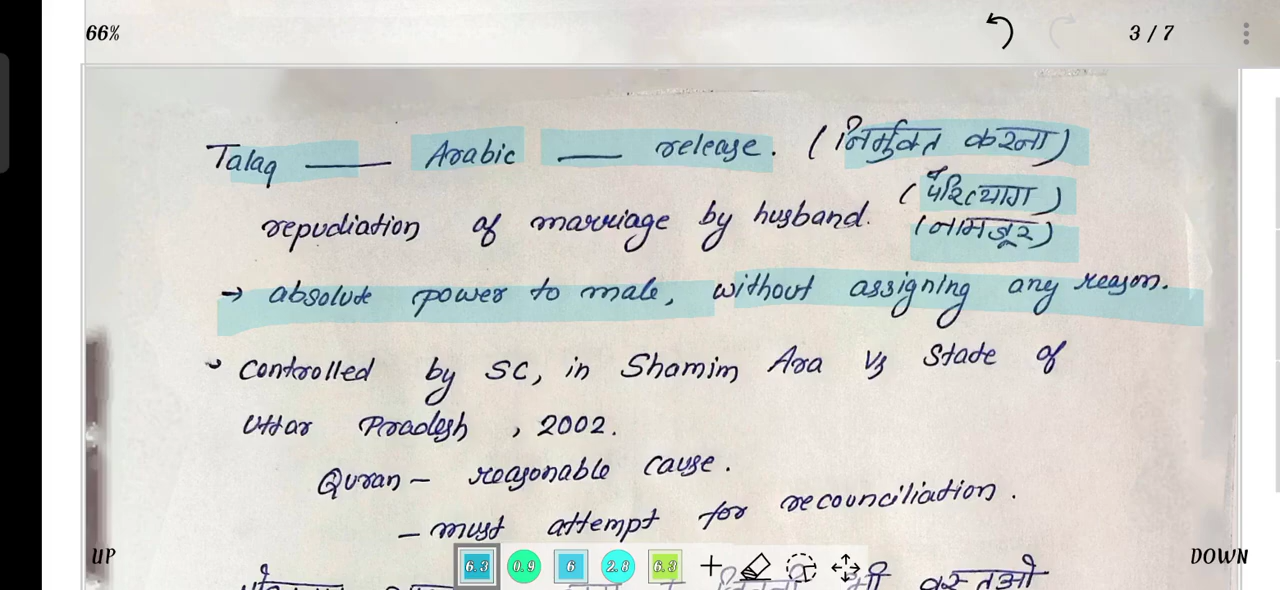 66%
3 / 7
Talaq —— Arabic —— release. (निर्मुक्त करना)
repudiation of marriage by husband. (परित्याग)
(नामंजूर)
→ absolute power to male, without assigning any reason.
controlled by SC, in Shamim Ara Vs State of
Uttar Pradesh, 2002.
Quran – reasonable cause.
– must attempt for recounciliation.
UP
6.3 0.9 6 2.8 6.3
DOWN